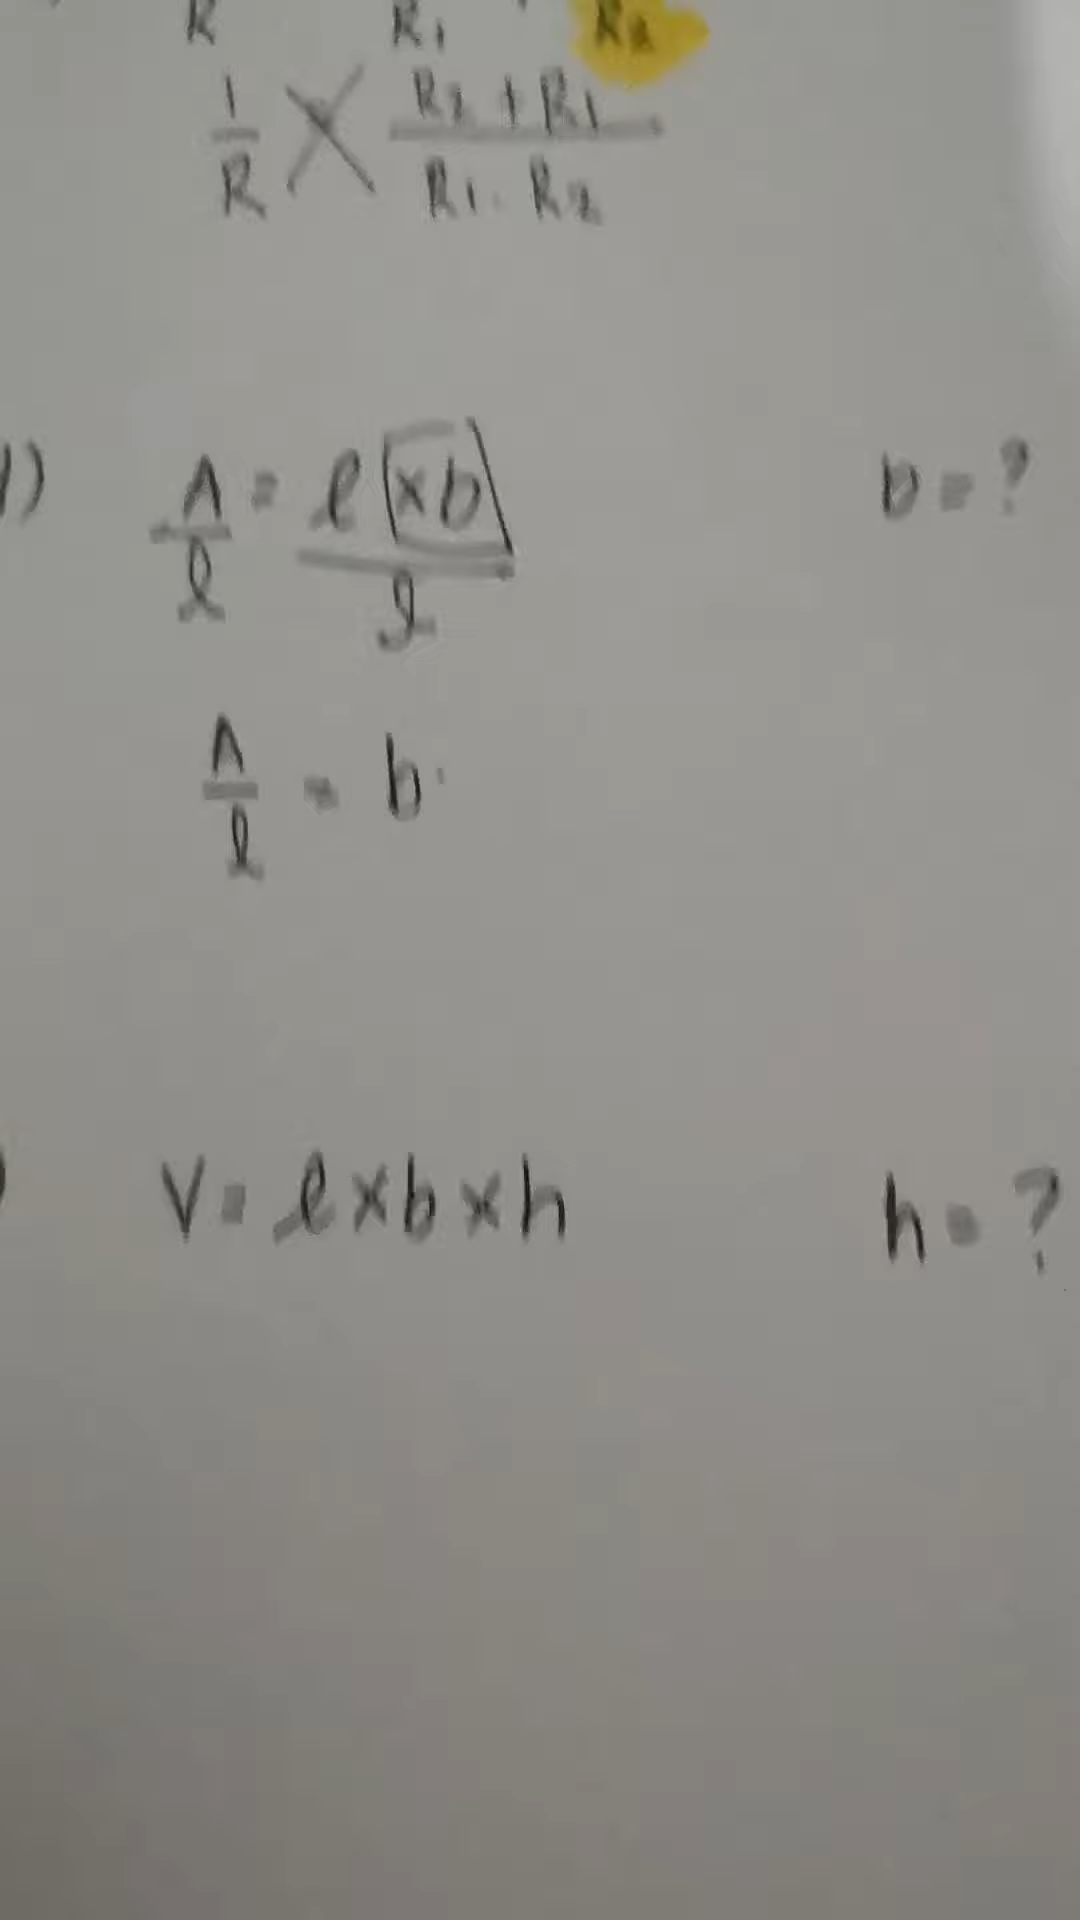 R R1 R2
1/R X (R2 + R1)/(R1 . R2)
1) A/l = l x b/l b = ?
A/l = b
) V = l x b x h h = ?